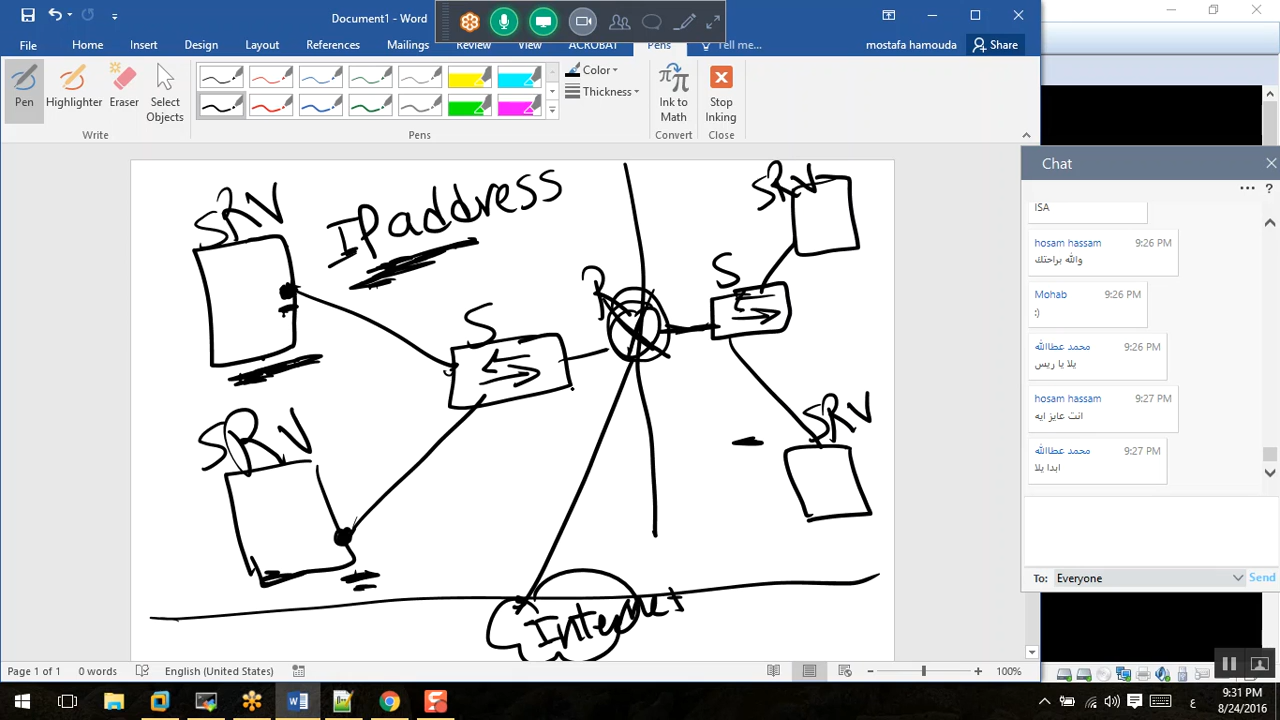 Document1 - Word
File
Home
Insert
Design
Layout
References
Mailings
Review
View
ACROBAT
Pens
Tell me...
mostafa hamouda
Share
Pen
Highlighter
Eraser
Select Objects
Color
Thickness
Ink to Math
Stop Inking
Write
Pens
Convert
Close
SRV
IP address
SRV
S
R
S
SRV
SRV
Internet
Chat
ISA
hosam hassam 9:26 PM
والله براحتك
Mohab 9:26 PM
:)
محمد عطاالله 9:26 PM
يلا يا ريس
hosam hassam 9:27 PM
انت عايز ايه
محمد عطاالله 9:27 PM
ابدا يلا
To: Everyone
Send
Page 1 of 1
0 words
English (United States)
100%
ع
9:31 PM
8/24/2016